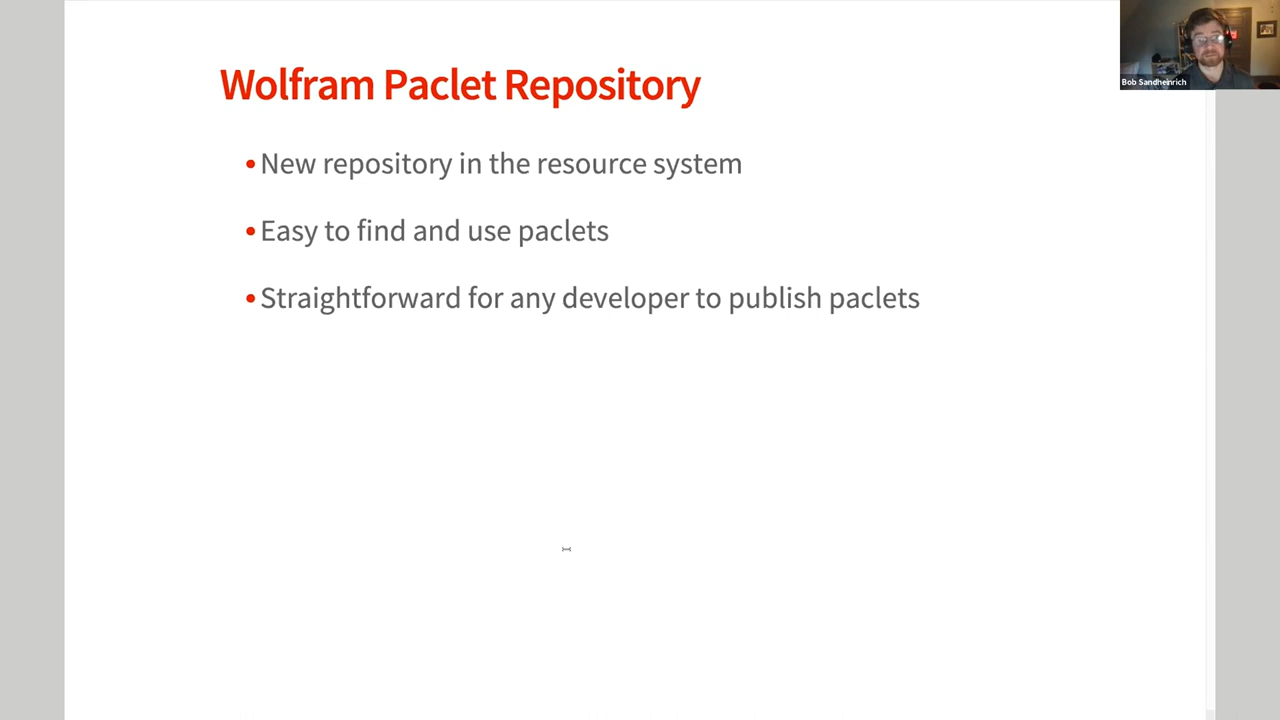 Wolfram Paclet Repository
• New repository in the resource system
• Easy to find and use paclets
• Straightforward for any developer to publish paclets
Bob Sandheinrich